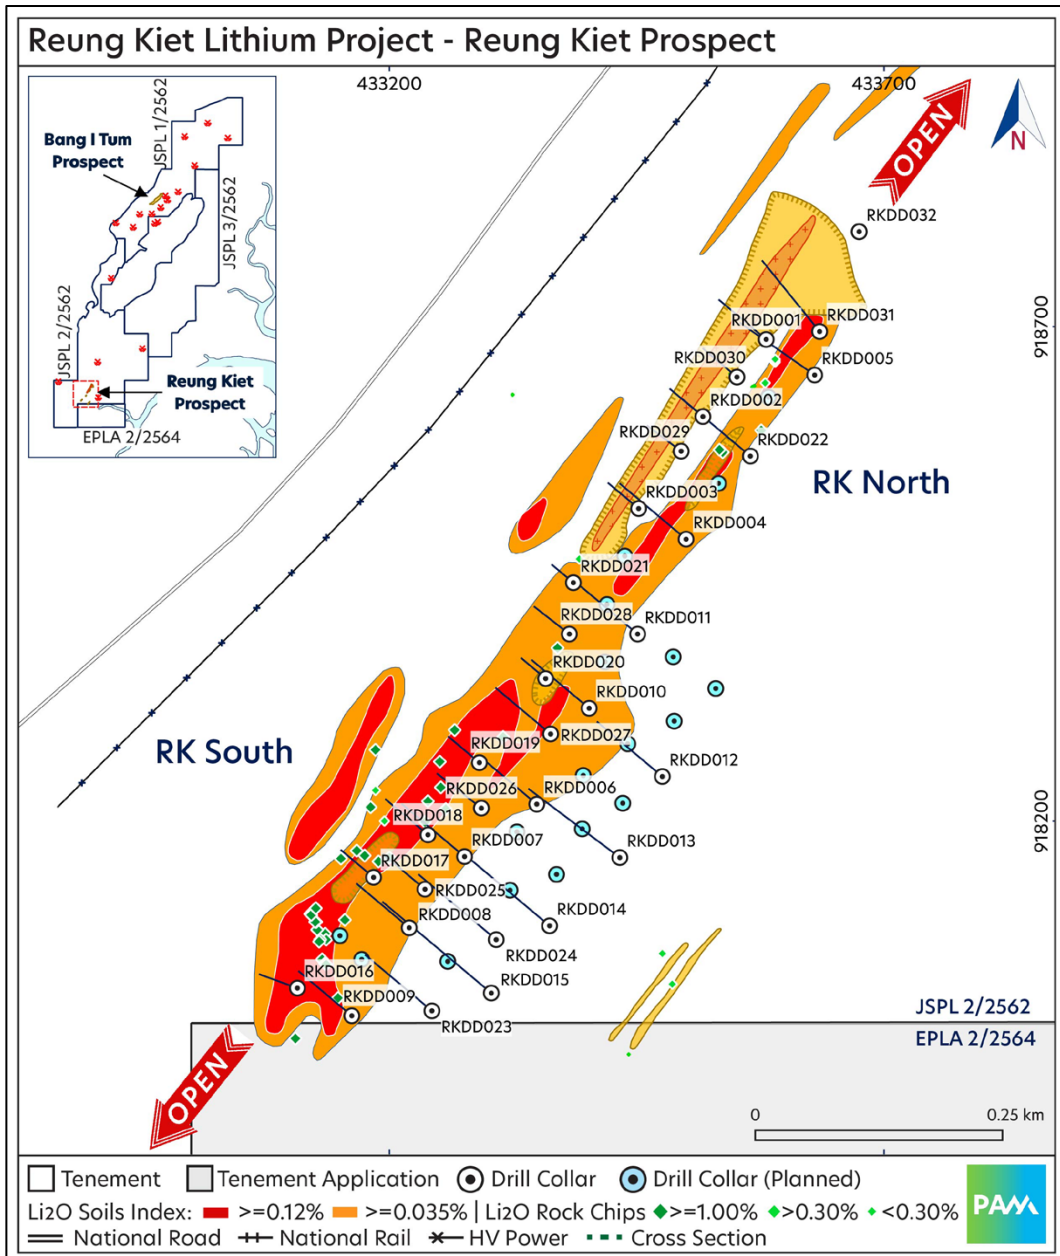 Reung Kiet Lithium Project - Reung Kiet Prospect
433200
433700
OPEN
N
JSPL 1/2562
Bang I Tum
Prospect
JSPL 3/2562
JSPL 2/2562
Reung Kiet
Prospect
EPLA 2/2564
RKDD032
918700
RKDD031
RKDD001
RKDD030
RKDD005
RKDD002
RKDD029
RKDD022
RK North
RKDD003
RKDD004
RKDD021
RKDD028
RKDD011
RKDD020
RKDD010
RK South
RKDD019
RKDD027
RKDD012
RKDD026
RKDD006
RKDD018
918200
RKDD007
RKDD013
RKDD017
RKDD025
RKDD008
RKDD014
RKDD024
RKDD016
RKDD015
RKDD009
RKDD023
JSPL 2/2562
EPLA 2/2564
OPEN
0 0.25 km
Tenement Tenement Application Drill Collar Drill Collar (Planned)
Li2O Soils Index: >=0.12% >=0.035% | Li2O Rock Chips >=1.00% >0.30% <0.30%
National Road National Rail HV Power Cross Section
PAM